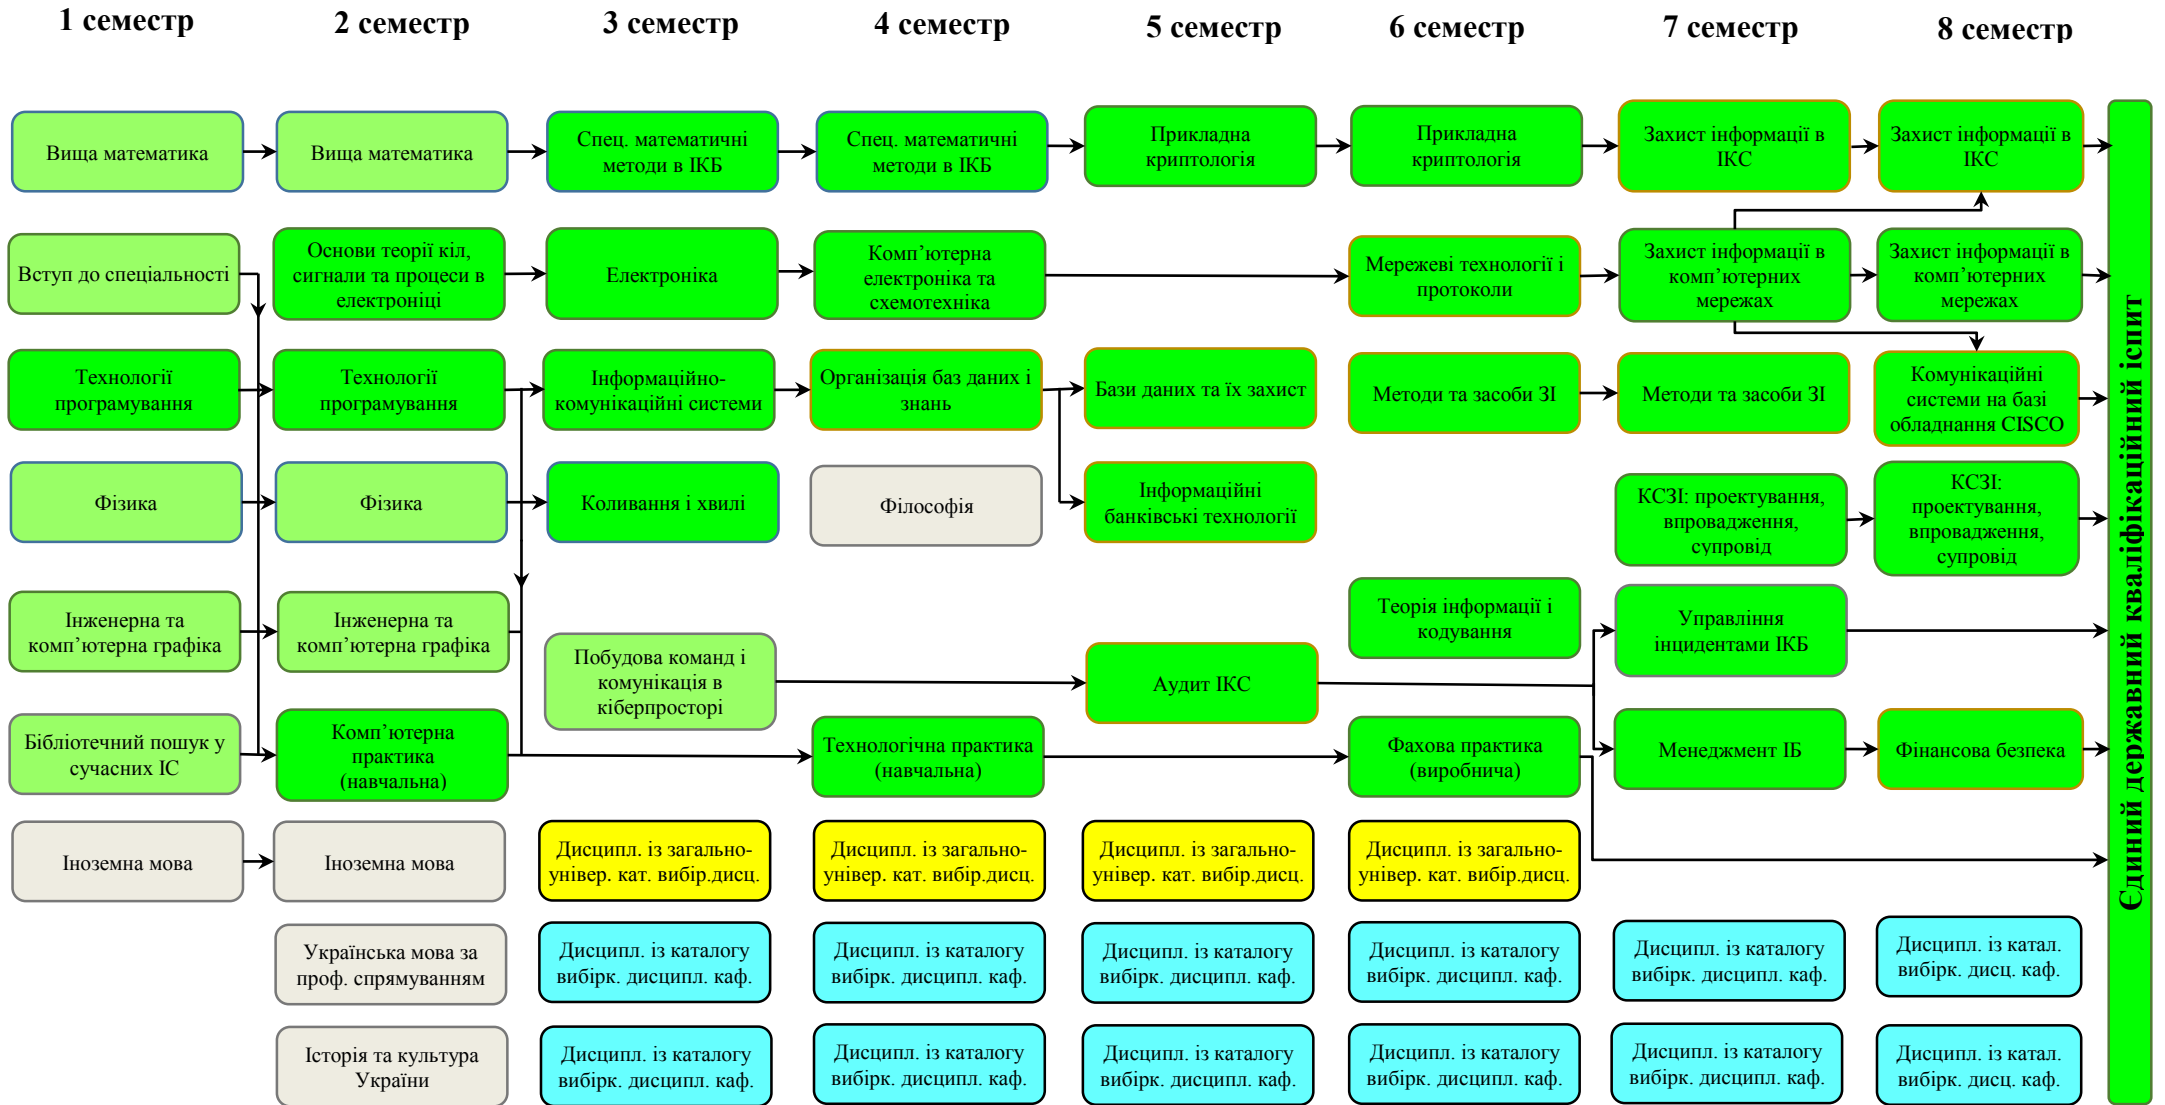 1 семестр
2 семестр
3 семестр
4 семестр
5 семестр
6 семестр
7 семестр
8 семестр
Вища математика
Вища математика
Спец. математичні
методи в ІКБ
Спец. математичні
методи в ІКБ
Прикладна
криптологія
Прикладна
криптологія
Захист інформації в
ІКС
Захист інформації в
ІКС
Вступ до спеціальності
Основи теорії кіл,
сигнали та процеси в
електроніці
Електроніка
Комп’ютерна
електроніка та
схемотехніка
Мережеві технології і
протоколи
Захист інформації в
комп’ютерних
мережах
Захист інформації в
комп’ютерних
мережах
Технології
програмування
Технології
програмування
Інформаційно-
комунікаційні системи
Організація баз даних і
знань
Бази даних та їх захист
Методи та засоби ЗІ
Методи та засоби ЗІ
Комунікаційні
системи на базі
обладнання CISCO
Фізика
Фізика
Коливання і хвилі
Філософія
Інформаційні
банківські технології
КСЗІ: проектування,
впровадження,
супровід
КСЗІ:
проектування,
впровадження,
супровід
Інженерна та
комп’ютерна графіка
Інженерна та
комп’ютерна графіка
Побудова команд і
комунікація в
кіберпросторі
Аудит ІКС
Теорія інформації і
кодування
Управління
інцидентами ІКБ
Бібліотечний пошук у
сучасних ІС
Комп’ютерна
практика
(навчальна)
Технологічна практика
(навчальна)
Фахова практика
(виробнича)
Менеджмент ІБ
Фінансова безпека
Іноземна мова
Іноземна мова
Дисципл. із загально-
універ. кат. вибір.дисц.
Дисципл. із загально-
універ. кат. вибір.дисц.
Дисципл. із загально-
універ. кат. вибір.дисц.
Дисципл. із загально-
універ. кат. вибір.дисц.
Українська мова за
проф. спрямуванням
Дисципл. із каталогу
вибірк. дисципл. каф.
Дисципл. із каталогу
вибірк. дисципл. каф.
Дисципл. із каталогу
вибірк. дисципл. каф.
Дисципл. із каталогу
вибірк. дисципл. каф.
Дисципл. із каталогу
вибірк. дисципл. каф.
Дисципл. із катал.
вибірк. дисц. каф.
Історія та культура
України
Дисципл. із каталогу
вибірк. дисципл. каф.
Дисципл. із каталогу
вибірк. дисципл. каф.
Дисципл. із каталогу
вибірк. дисципл. каф.
Дисципл. із каталогу
вибірк. дисципл. каф.
Дисципл. із каталогу
вибірк. дисципл. каф.
Дисципл. із катал.
вибірк. дисц. каф.
Єдиний державний кваліфікаційний іспит